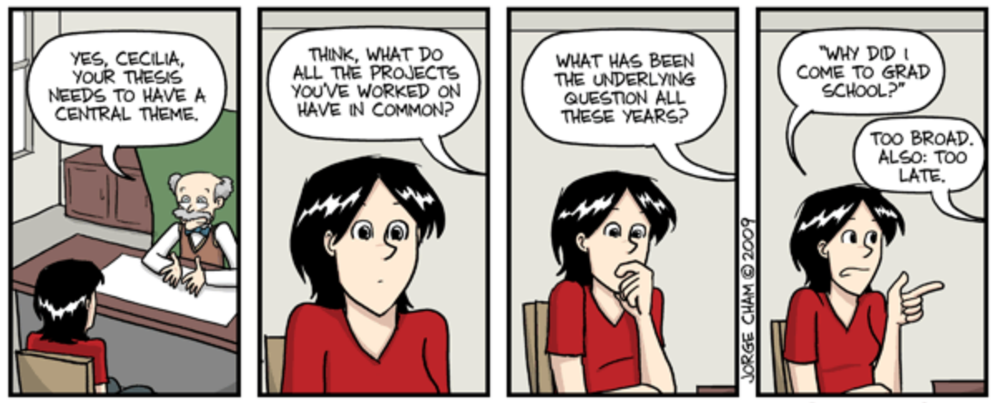 YES, CECILIA,
YOUR THESIS
NEEDS TO HAVE A
CENTRAL THEME.
THINK, WHAT DO
ALL THE PROJECTS
YOU'VE WORKED ON
HAVE IN COMMON?
WHAT HAS BEEN
THE UNDERLYING
QUESTION ALL
THESE YEARS?
"WHY DID I
COME TO GRAD
SCHOOL?"
TOO BROAD.
ALSO: TOO
LATE.
JORGE CHAM © 2009